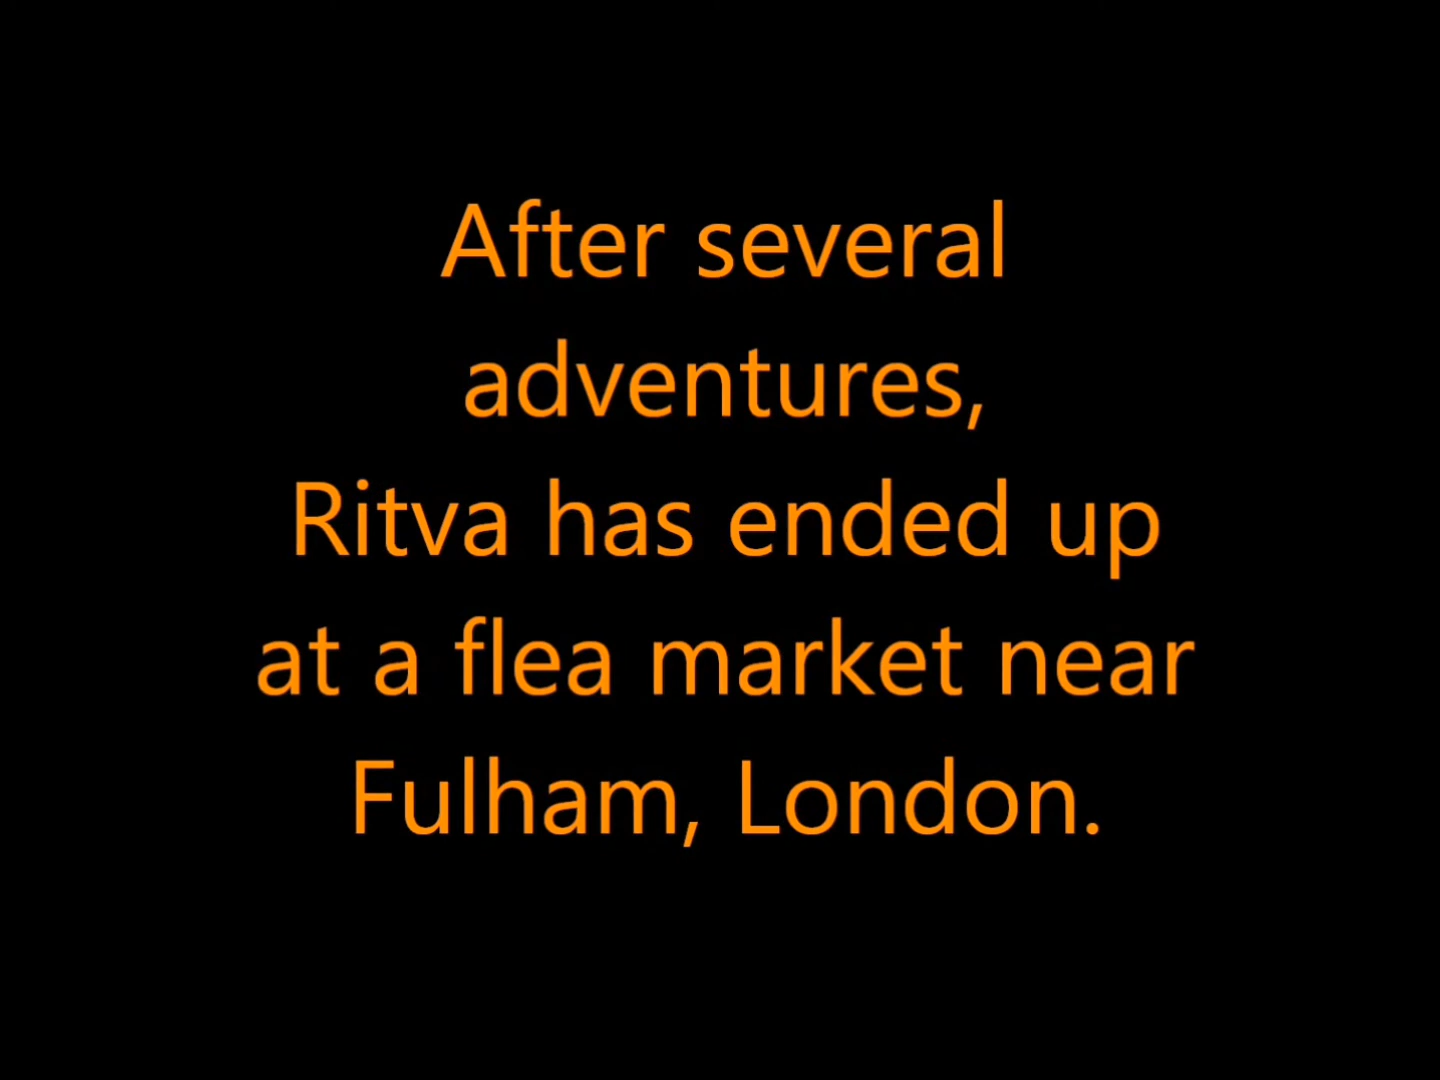 After several
adventures,
Ritva has ended up
at a flea market near
Fulham, London.